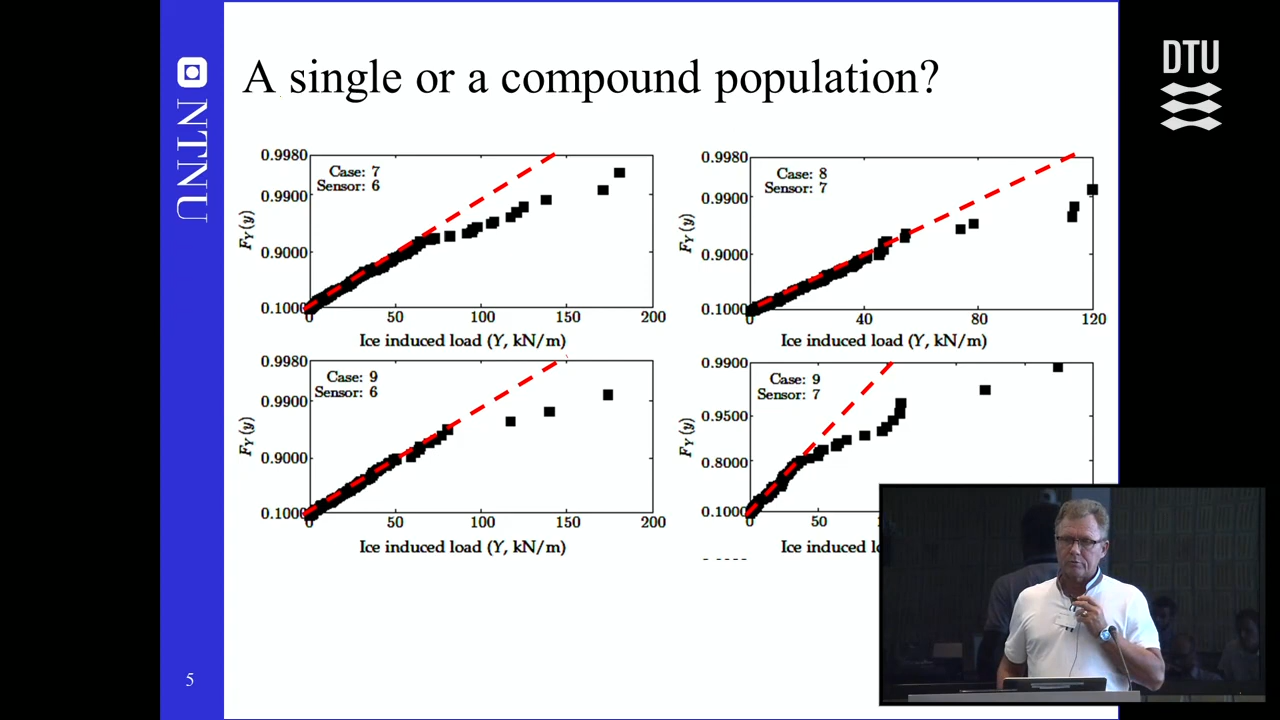 A single or a compound population?
DTU
NTNU
0.9980
0.9900
0.9000
0.1000
F_Y (y)
Case: 7
Sensor: 6
0
50
100
150
200
Ice induced load (Y, kN/m)
0.9980
0.9900
0.9000
0.1000
F_Y (y)
Case: 8
Sensor: 7
0
40
80
120
Ice induced load (Y, kN/m)
0.9980
0.9900
0.9000
0.1000
F_Y (y)
Case: 9
Sensor: 6
0
50
100
150
200
Ice induced load (Y, kN/m)
0.9900
0.9500
0.8000
0.1000
F_Y (y)
Case: 9
Sensor: 7
0
50
Ice induced
5